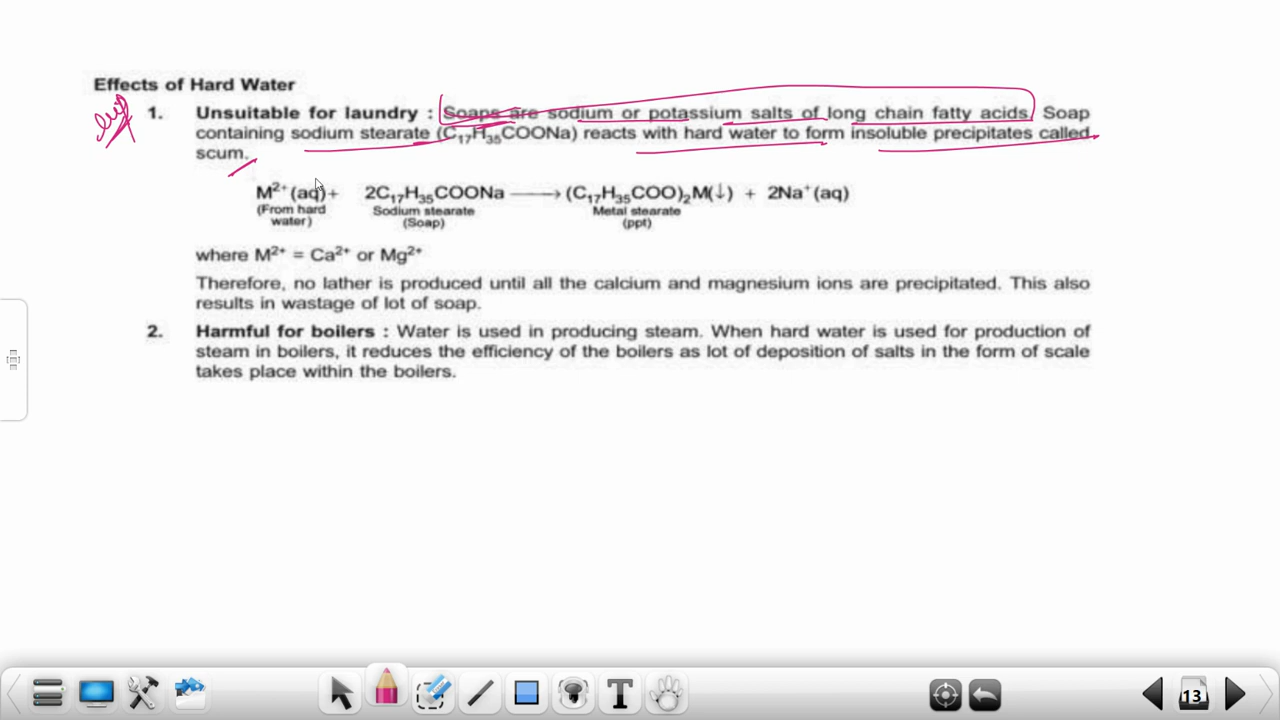 Effects of Hard Water
1. Unsuitable for laundry : Soaps are sodium or potassium salts of long chain fatty acids. Soap
containing sodium stearate (C₁₇H₃₅COONa) reacts with hard water to form insoluble precipitates called
scum.
M²⁺(aq)+ 2C₁₇H₃₅COONa ⟶ (C₁₇H₃₅COO)₂M(↓) + 2Na⁺(aq)
(From hard Sodium stearate Metal stearate
water) (Soap) (ppt)
where M²⁺ = Ca²⁺ or Mg²⁺
Therefore, no lather is produced until all the calcium and magnesium ions are precipitated. This also
results in wastage of lot of soap.
2. Harmful for boilers : Water is used in producing steam. When hard water is used for production of
steam in boilers, it reduces the efficiency of the boilers as lot of deposition of salts in the form of scale
takes place within the boilers.
T 13